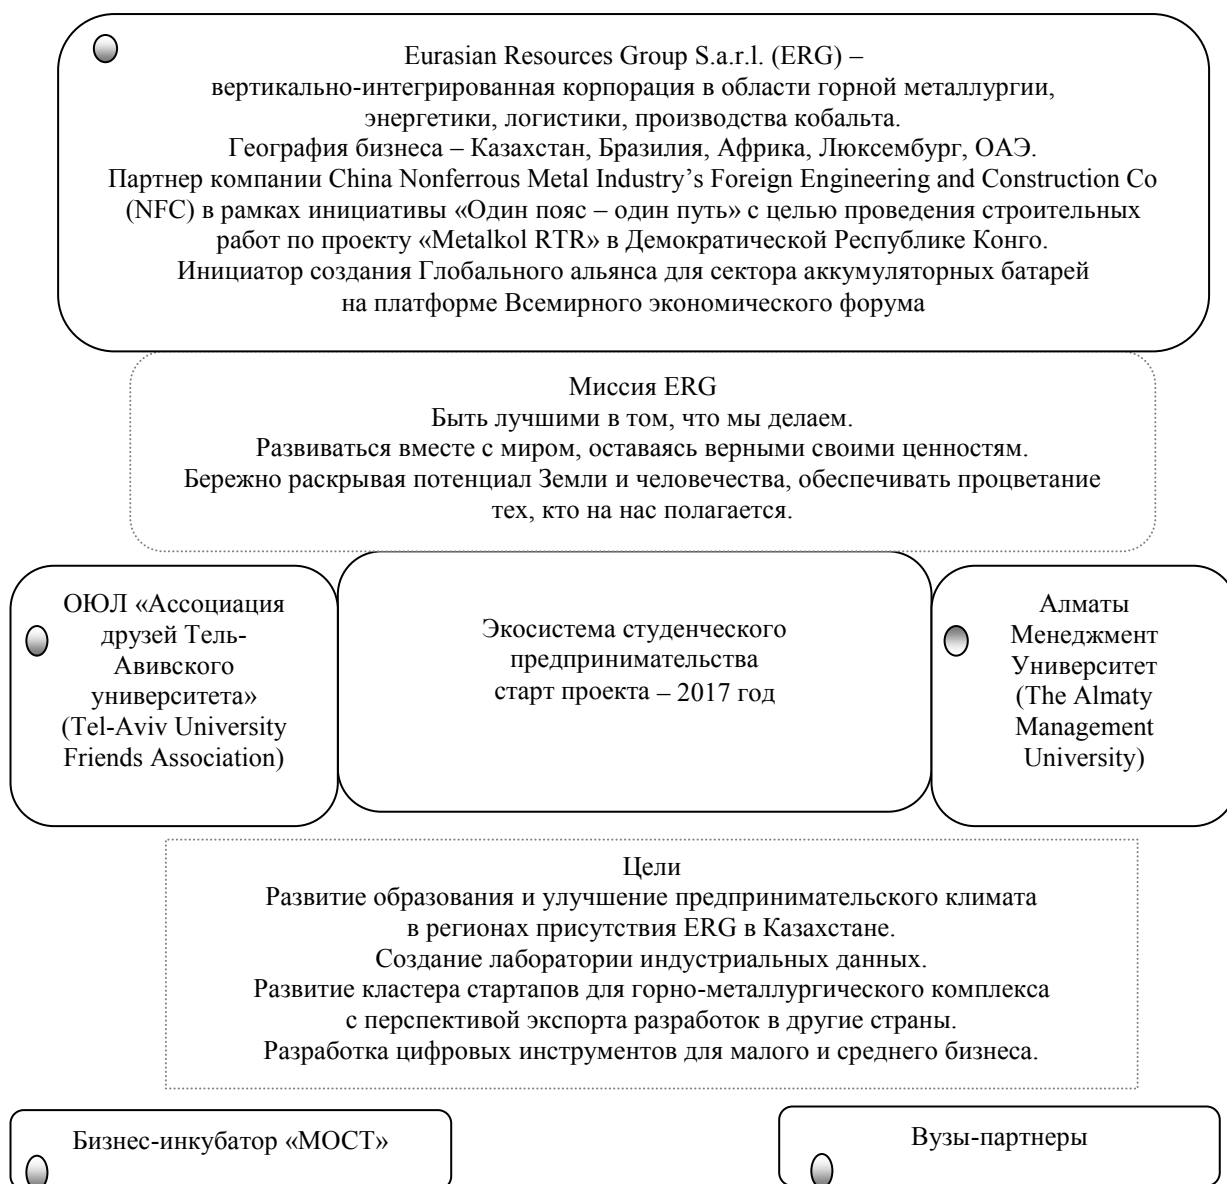 Eurasian Resources Group S.a.r.l. (ERG) –
вертикально-интегрированная корпорация в области горной металлургии,
энергетики, логистики, производства кобальта.
География бизнеса – Казахстан, Бразилия, Африка, Люксембург, ОАЭ.
Партнер компании China Nonferrous Metal Industry’s Foreign Engineering and Construction Co
(NFC) в рамках инициативы «Один пояс – один путь» с целью проведения строительных
работ по проекту «Metalkol RTR» в Демократической Республике Конго.
Инициатор создания Глобального альянса для сектора аккумуляторных батарей
на платформе Всемирного экономического форума
Миссия ERG
Быть лучшими в том, что мы делаем.
Развиваться вместе с миром, оставаясь верными своими ценностям.
Бережно раскрывая потенциал Земли и человечества, обеспечивать процветание
тех, кто на нас полагается.
ОЮЛ «Ассоциация
друзей Тель-
Авивского
университета»
(Tel-Aviv University
Friends Association)
Экосистема студенческого
предпринимательства
старт проекта – 2017 год
Алматы
Менеджмент
Университет
(The Almaty
Management
University)
Цели
Развитие образования и улучшение предпринимательского климата
в регионах присутствия ERG в Казахстане.
Создание лаборатории индустриальных данных.
Развитие кластера стартапов для горно-металлургического комплекса
с перспективой экспорта разработок в другие страны.
Разработка цифровых инструментов для малого и среднего бизнеса.
Бизнес-инкубатор «МОСТ»
Вузы-партнеры